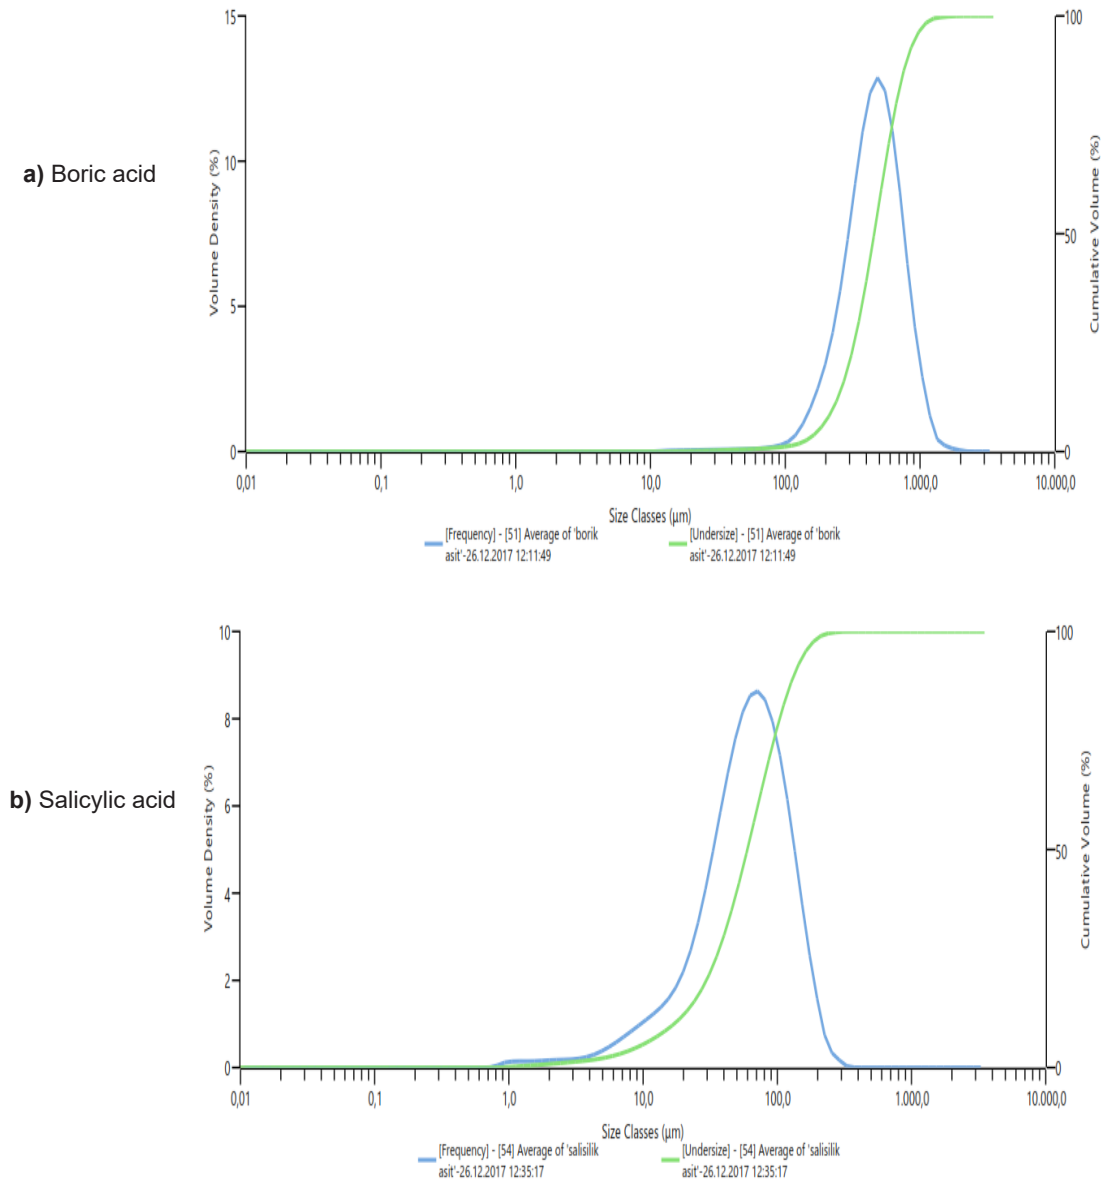 a) Boric acid
Volume Density (%)
15
10
5
0
Cumulative Volume (%)
100
50
0
0,01 0,1 1,0 10,0 100,0 1.000,0 10.000,0
Size Classes (µm)
[Frequency] - [51] Average of 'borik
asit'-26.12.2017 12:11:49
[Undersize] - [51] Average of 'borik
asit'-26.12.2017 12:11:49
b) Salicylic acid
Volume Density (%)
10
8
6
4
2
0
Cumulative Volume (%)
100
50
0
0,01 0,1 1,0 10,0 100,0 1.000,0 10.000,0
Size Classes (µm)
[Frequency] - [54] Average of 'salisilik
asit'-26.12.2017 12:35:17
[Undersize] - [54] Average of 'salisilik
asit'-26.12.2017 12:35:17